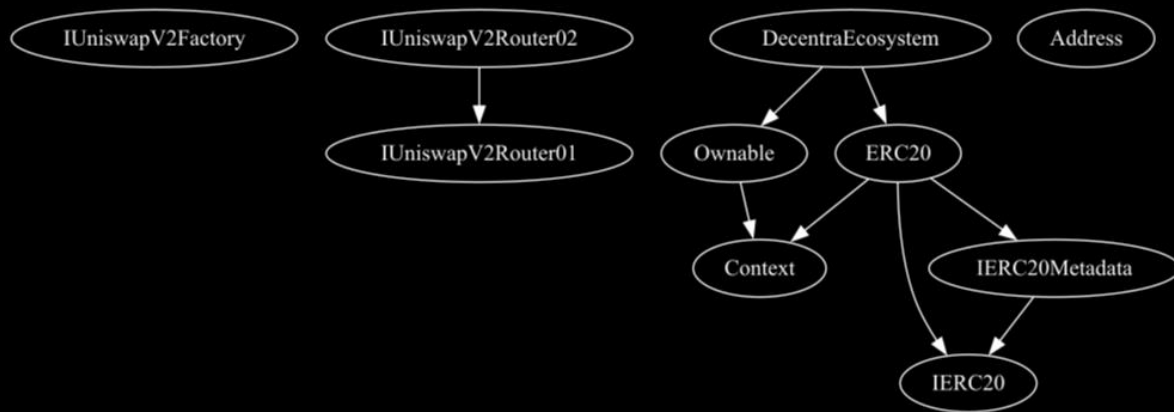 IUniswapV2Factory
IUniswapV2Router02
DecentraEcosystem
Address
IUniswapV2Router01
Ownable
ERC20
Context
IERC20Metadata
IERC20